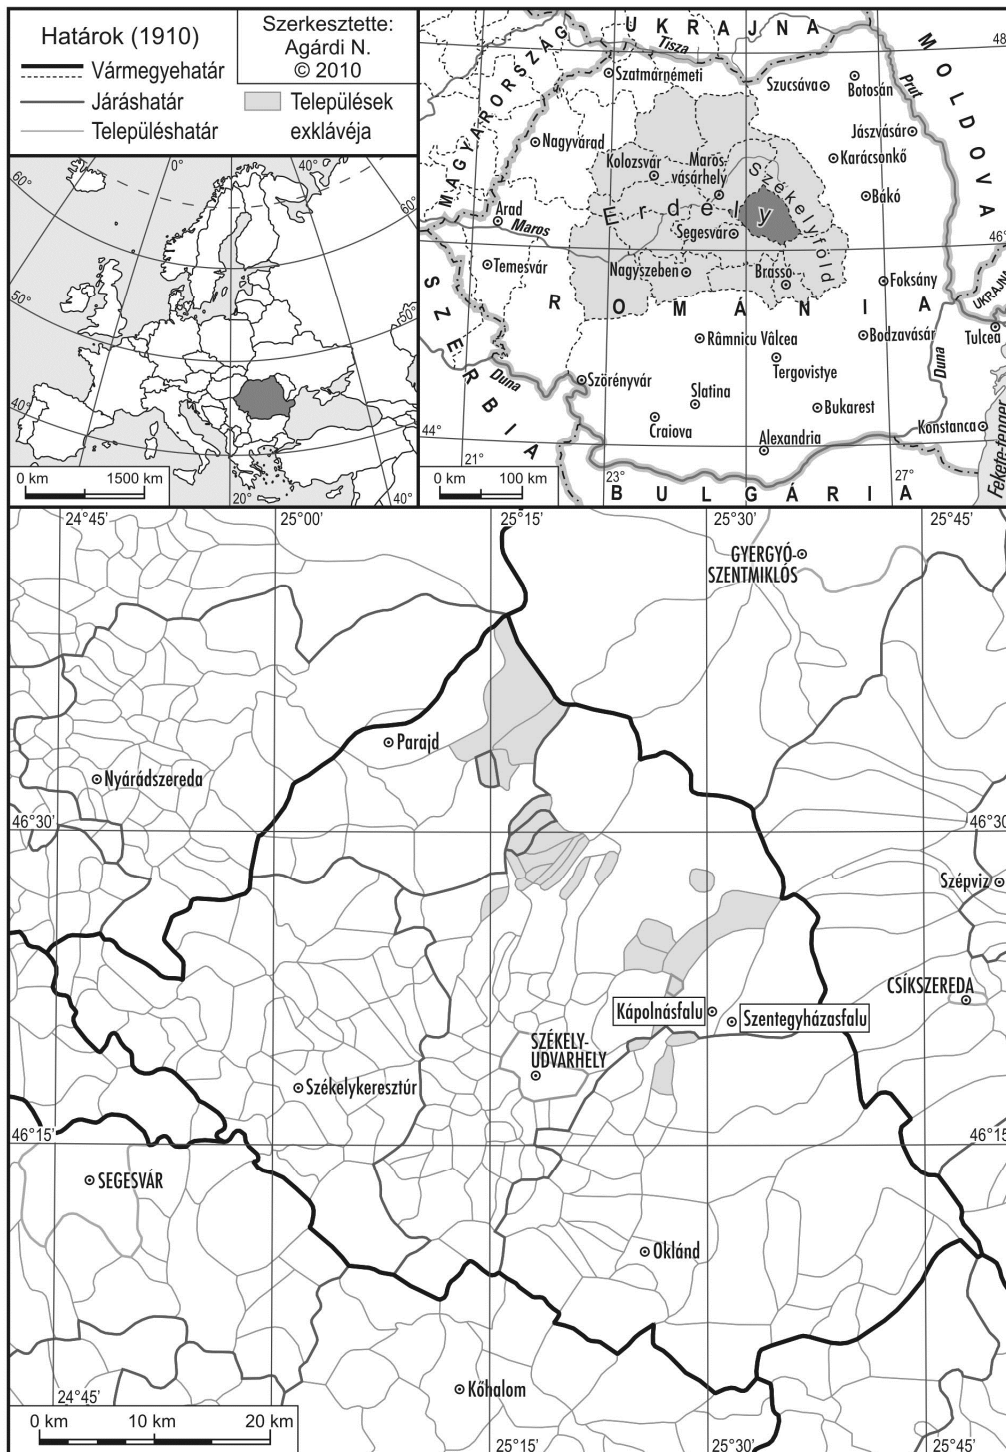 Határok (1910)
Vármegyehatár
Járáshatár
Településhatár
Szerkesztette:
Agárdi N.
© 2010
Települések
exklávéja
0°
40°
60°
60°
50°
50°
40°
0 km 1500 km
20°
40°
UKRAJNA
48
MAGYARORSZÁG
Tisza
Szatmárnémeti
Szucsáva
Botosán
Prut
MOLDOVA
Jászvásár
Nagyvárad
Karácsonkő
Kolozsvár
Maros-
vásárhely
Székelyföld
Bákó
Erdély
Arad
Maros
Segesvár
46°
Temesvár
Nagyszeben
Brassó
Foksány
UKRAJNA
ROMÁNIA
SZERBIA
Râmnicu Vâlcea
Bodzavásár
Tulcea
Duna
Tergovistye
Duna
Szörényvár
Slatina
Bukarest
Craiova
Konstanca
44°
Alexandria
Fekete-tenger
21°
0 km 100 km
23°
27°
BULGÁRIA
24°45' 25°00' 25°15' 25°30' 25°45'
GYERGYÓ-
SZENTMIKLÓS
Parajd
Nyárádszereda
46°30' 46°30
Szépvíz
CSÍKSZEREDA
Kápolnásfalu
Szentegyházasfalu
SZÉKELY-
UDVARHELY
Székelykeresztúr
46°15' 46°15
SEGESVÁR
Oklánd
Kőhalom
24°45'
0 km 10 km 20 km
25°15' 25°30' 25°45'